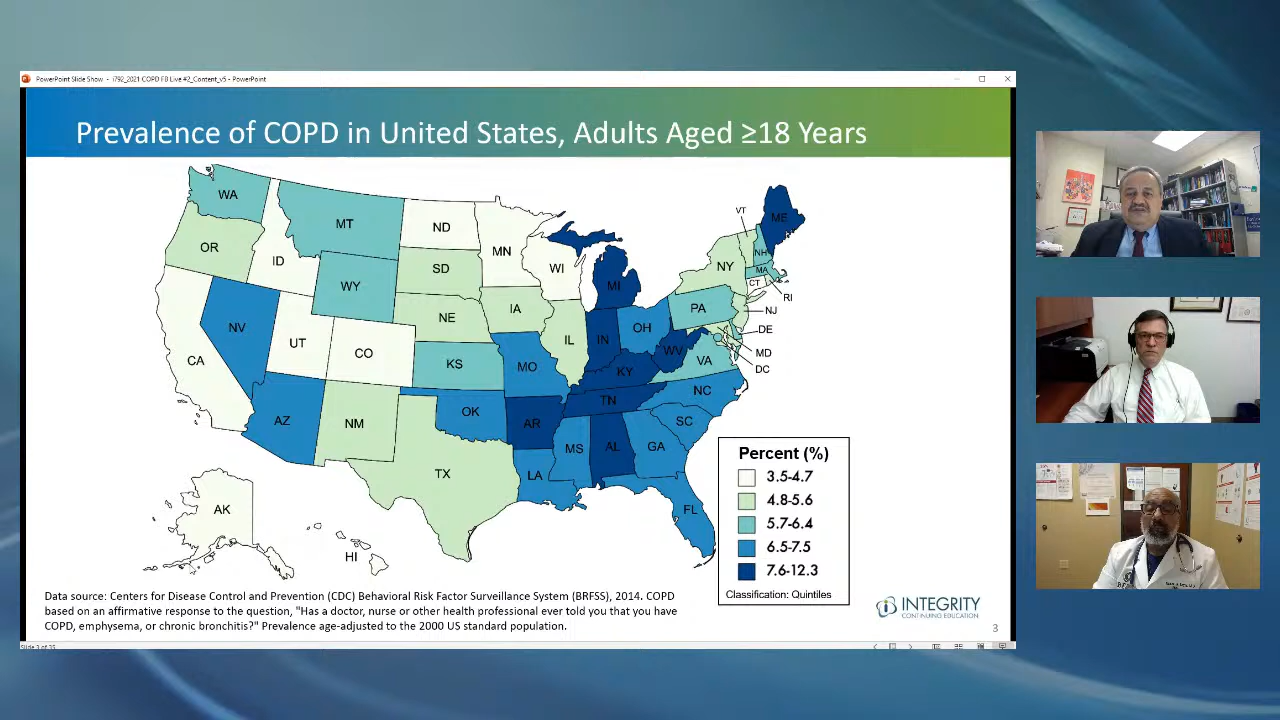 PowerPoint Slide Show - i792_2021 COPD FB Live #2_Content_v5 - PowerPoint
Prevalence of COPD in United States, Adults Aged ≥18 Years
WA
MT
ND
MN
VT
ME
OR
ID
SD
WI
NY
NH
MA
WY
MI
CT
RI
NE
IA
PA
NJ
NV
UT
CO
IL
IN
OH
DE
CA
KS
MO
KY
WV
VA
MD
DC
AZ
NM
OK
AR
TN
NC
TX
LA
MS
AL
GA
SC
FL
AK
HI
Percent (%)
3.5-4.7
4.8-5.6
5.7-6.4
6.5-7.5
7.6-12.3
Classification: Quintiles
Data source: Centers for Disease Control and Prevention (CDC) Behavioral Risk Factor Surveillance System (BRFSS), 2014. COPD
based on an affirmative response to the question, "Has a doctor, nurse or other health professional ever told you that you have
COPD, emphysema, or chronic bronchitis?" Prevalence age-adjusted to the 2000 US standard population.
INTEGRITY
CONTINUING EDUCATION
3
Slide 3 of 35